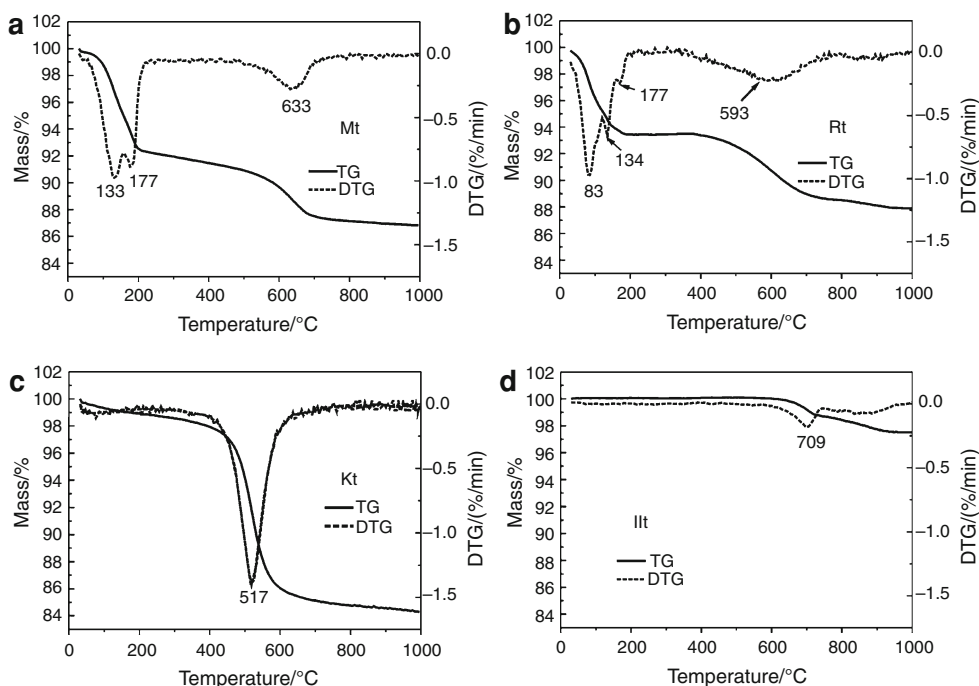 a
102
100
98
96
94
92
90
88
86
84
Mass/%
0.0
−0.5
−1.0
−1.5
DTG/(%/min)
633
Mt
TG
DTG
133
177
0 200 400 600 800 1000
Temperature/°C
b
102
100
98
96
94
92
90
88
86
84
Mass/%
0.0
−0.5
−1.0
−1.5
DTG/(%/min)
177
593
Rt
134
TG
DTG
83
0 200 400 600 800 1000
Temperature/°C
c
102
100
98
96
94
92
90
88
86
84
Mass/%
0.0
−0.5
−1.0
−1.5
DTG/(%/min)
Kt
TG
DTG
517
0 200 400 600 800 1000
Temperature/°C
d
102
100
98
96
94
92
90
88
86
84
Mass/%
0.0
−0.5
−1.0
−1.5
DTG/(%/min)
709
IIt
TG
DTG
0 200 400 600 800 1000
Temperature/°C